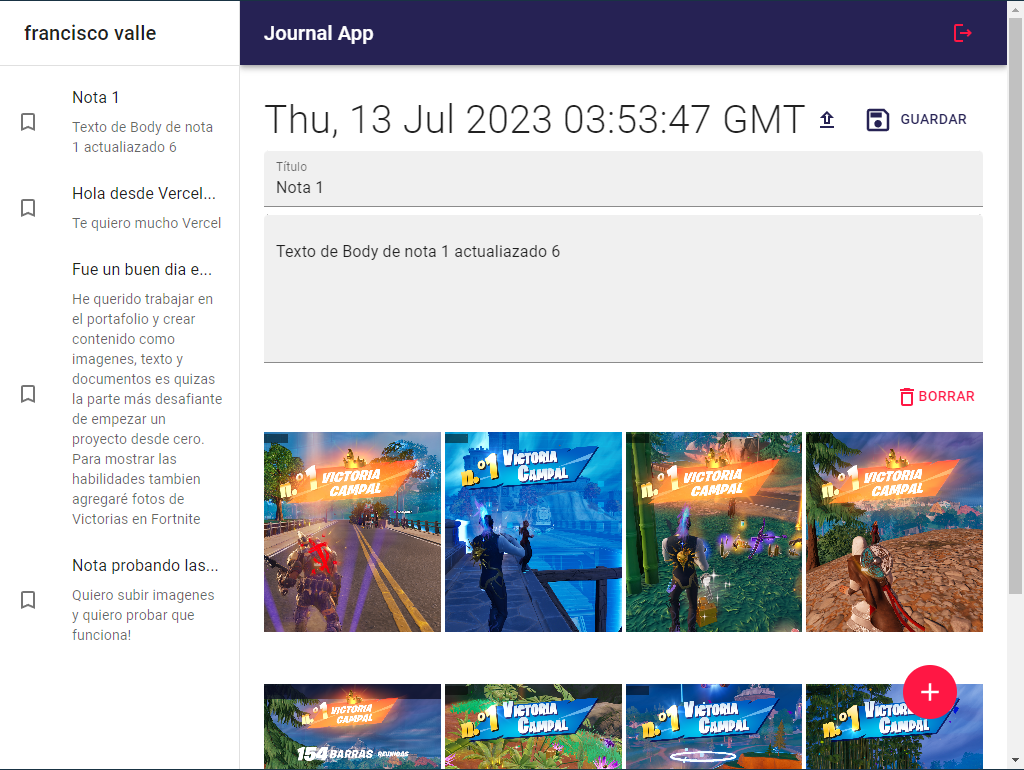 francisco valle
Journal App
Nota 1
Texto de Body de nota
1 actualiazado 6
Hola desde Vercel...
Te quiero mucho Vercel
Fue un buen dia e...
He querido trabajar en
el portafolio y crear
contenido como
imagenes, texto y
documentos es quizas
la parte más desafiante
de empezar un
proyecto desde cero.
Para mostrar las
habilidades tambien
agregaré fotos de
Victorias en Fortnite
Nota probando las...
Quiero subir imagenes
y quiero probar que
funciona!
Thu, 13 Jul 2023 03:53:47 GMT
GUARDAR
Título
Nota 1
Texto de Body de nota 1 actualiazado 6
BORRAR
n.º1 VICTORIA
CAMPAL
n.º1 VICTORIA
CAMPAL
n.º1 VICTORIA
CAMPAL
n.º1 VICTORIA
CAMPAL
n.º1 VICTORIA
CAMPAL
154 BARRAS OBTENIDAS
n.º1 VICTORIA
CAMPAL
n.º1 VICTORIA
CAMPAL
n.º1 VICTORIA
CAMPAL